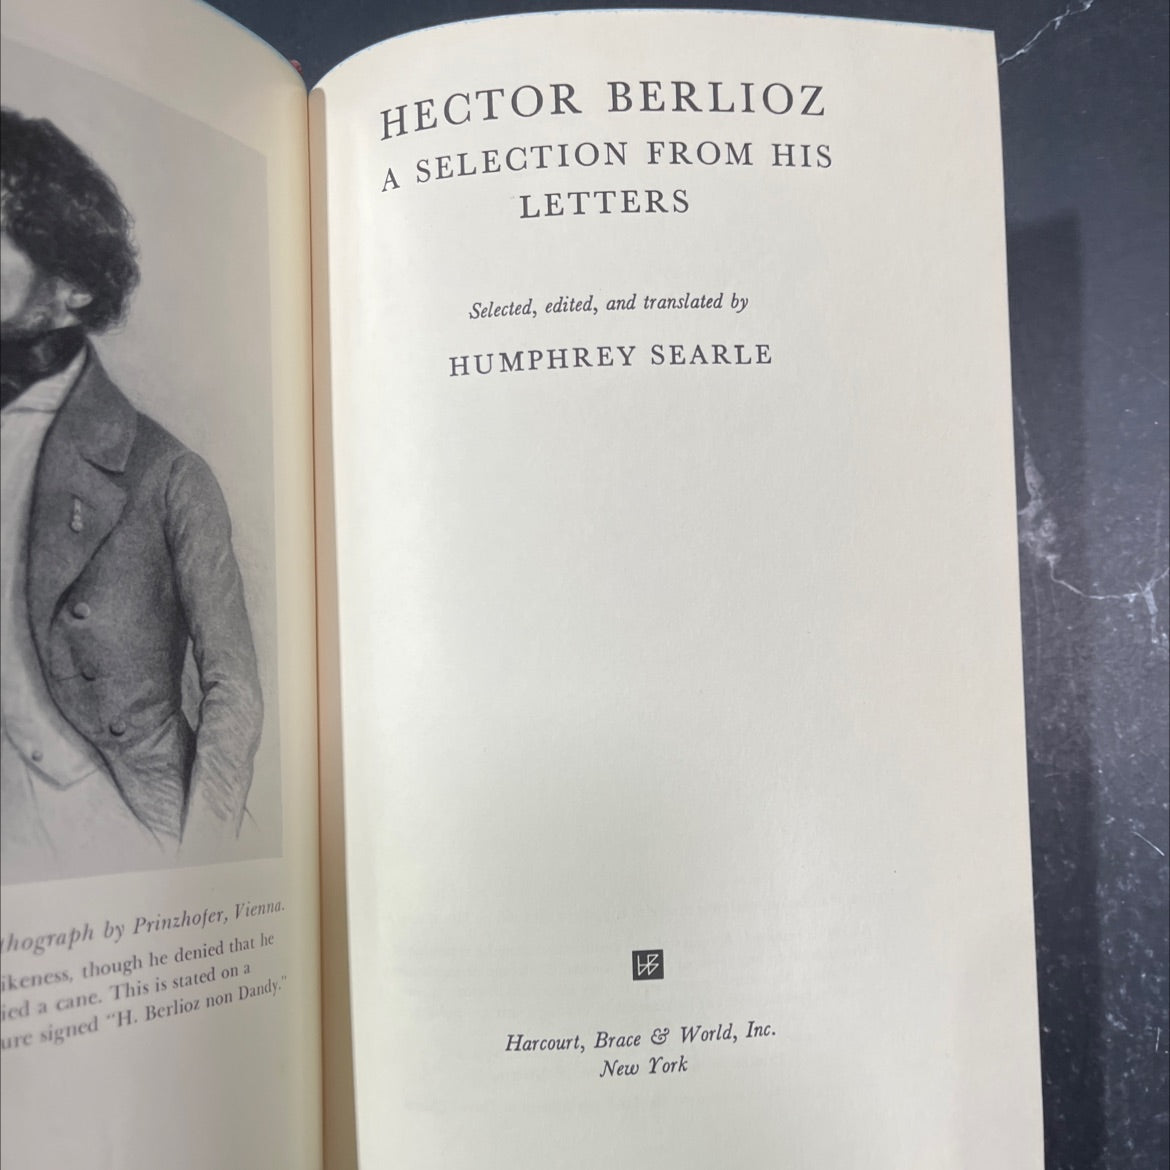 thograph by Prinzhofer, Vienna.
ikeness, though he denied that he
ied a cane. This is stated on a
ure signed "H. Berlioz non Dandy."
HECTOR BERLIOZ
A SELECTION FROM HIS
LETTERS
Selected, edited, and translated by
HUMPHREY SEARLE
HB
Harcourt, Brace & World, Inc.
New York